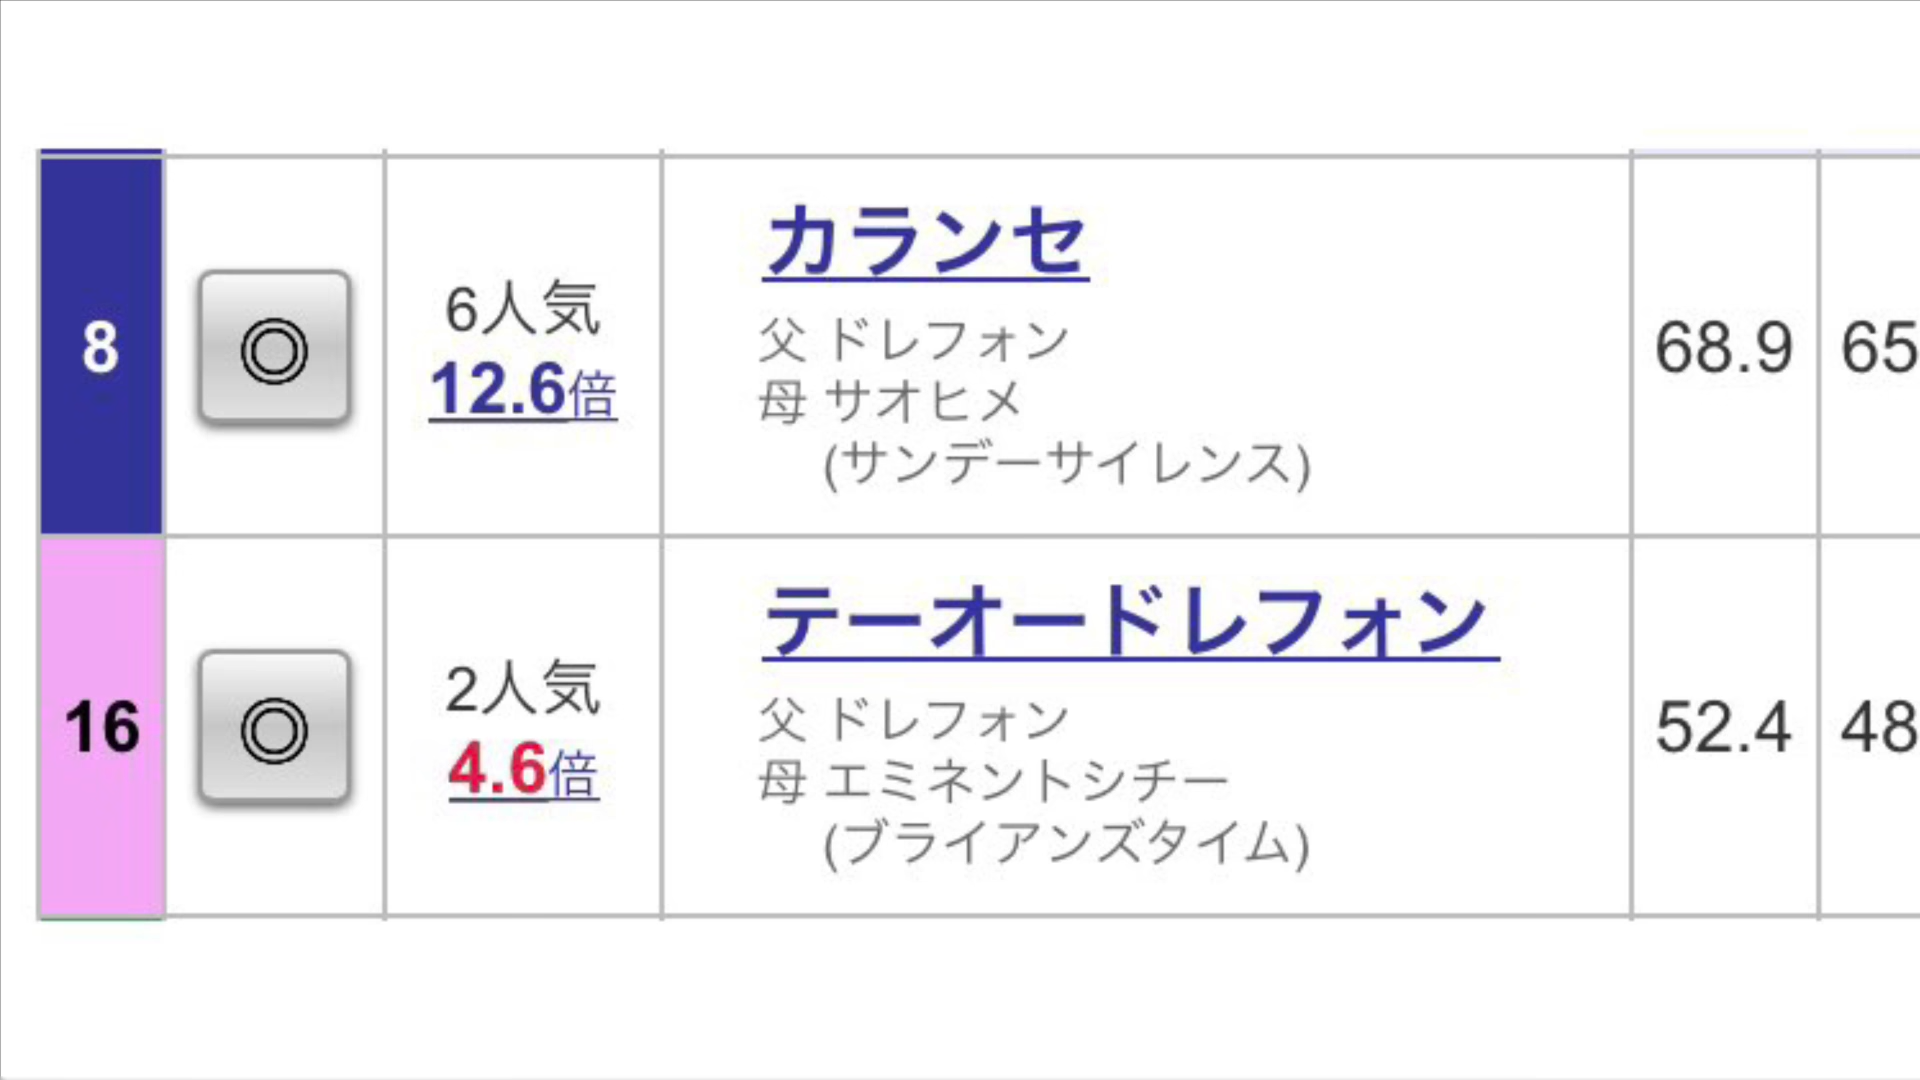 8
◎
6人気
12.6倍
カランセ
父 ドレフォン
母 サオヒメ
(サンデーサイレンス)
68.9
65
16
◎
2人気
4.6倍
テーオードレフォン
父 ドレフォン
母 エミネントシチー
(ブライアンズタイム)
52.4
48